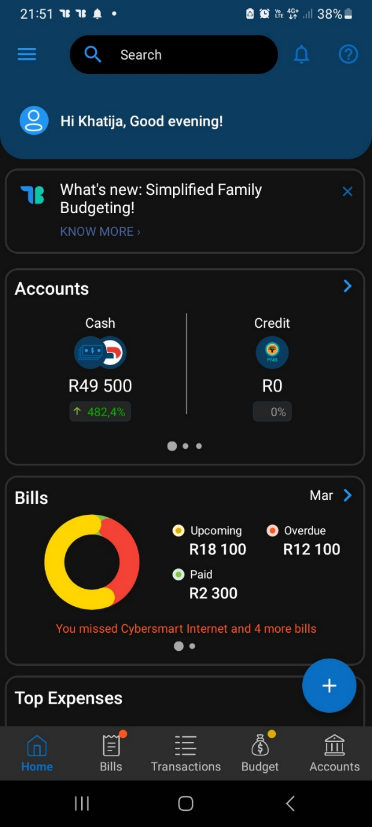 21:51
38%
Search
Hi Khatija, Good evening!
What's new: Simplified Family
Budgeting!
KNOW MORE ›
Accounts
Cash
Credit
R49 500
R0
↑ 482,4%
0%
Bills
Mar
Upcoming
Overdue
R18 100
R12 100
Paid
R2 300
You missed Cybersmart Internet and 4 more bills
Top Expenses
+
Home
Bills
Transactions
Budget
Accounts